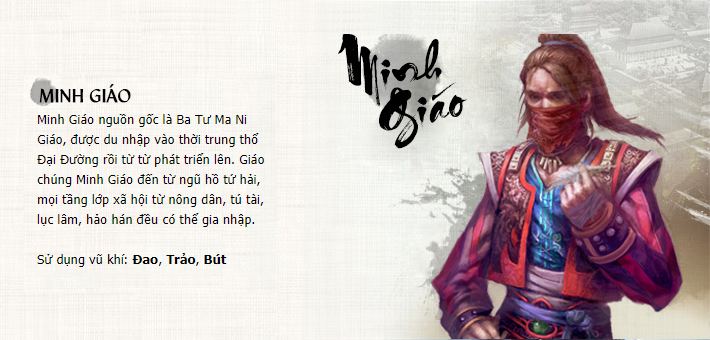 Minh
Giáo
MINH GIÁO
Minh Giáo nguồn gốc là Ba Tư Ma Ni
Giáo, được du nhập vào thời trung thổ
Đại Đường rồi từ từ phát triển lên. Giáo
chúng Minh Giáo đến từ ngũ hồ tứ hải,
mọi tầng lớp xã hội từ nông dân, tú tài,
lục lâm, hảo hán đều có thể gia nhập.
Sử dụng vũ khí: Đao, Trảo, Bút